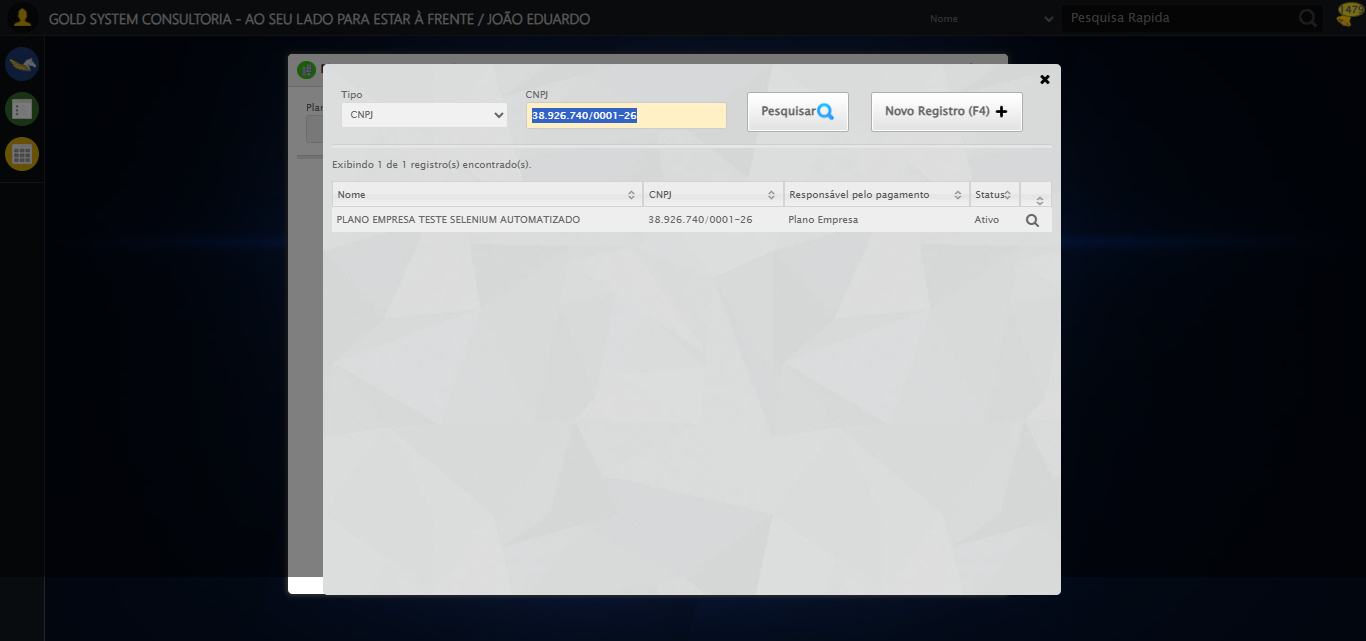 GOLD SYSTEM CONSULTORIA - AO SEU LADO PARA ESTAR À FRENTE / JOÃO EDUARDO
Nome
Pesquisa Rapida
Tipo
CNPJ
Plan
CNPJ
38.926.740/0001-26
Pesquisar
Novo Registro (F4)
Exibindo 1 de 1 registro(s) encontrado(s).
Nome CNPJ Responsável pelo pagamento Status
PLANO EMPRESA TESTE SELENIUM AUTOMATIZADO 38.926.740/0001-26 Plano Empresa Ativo